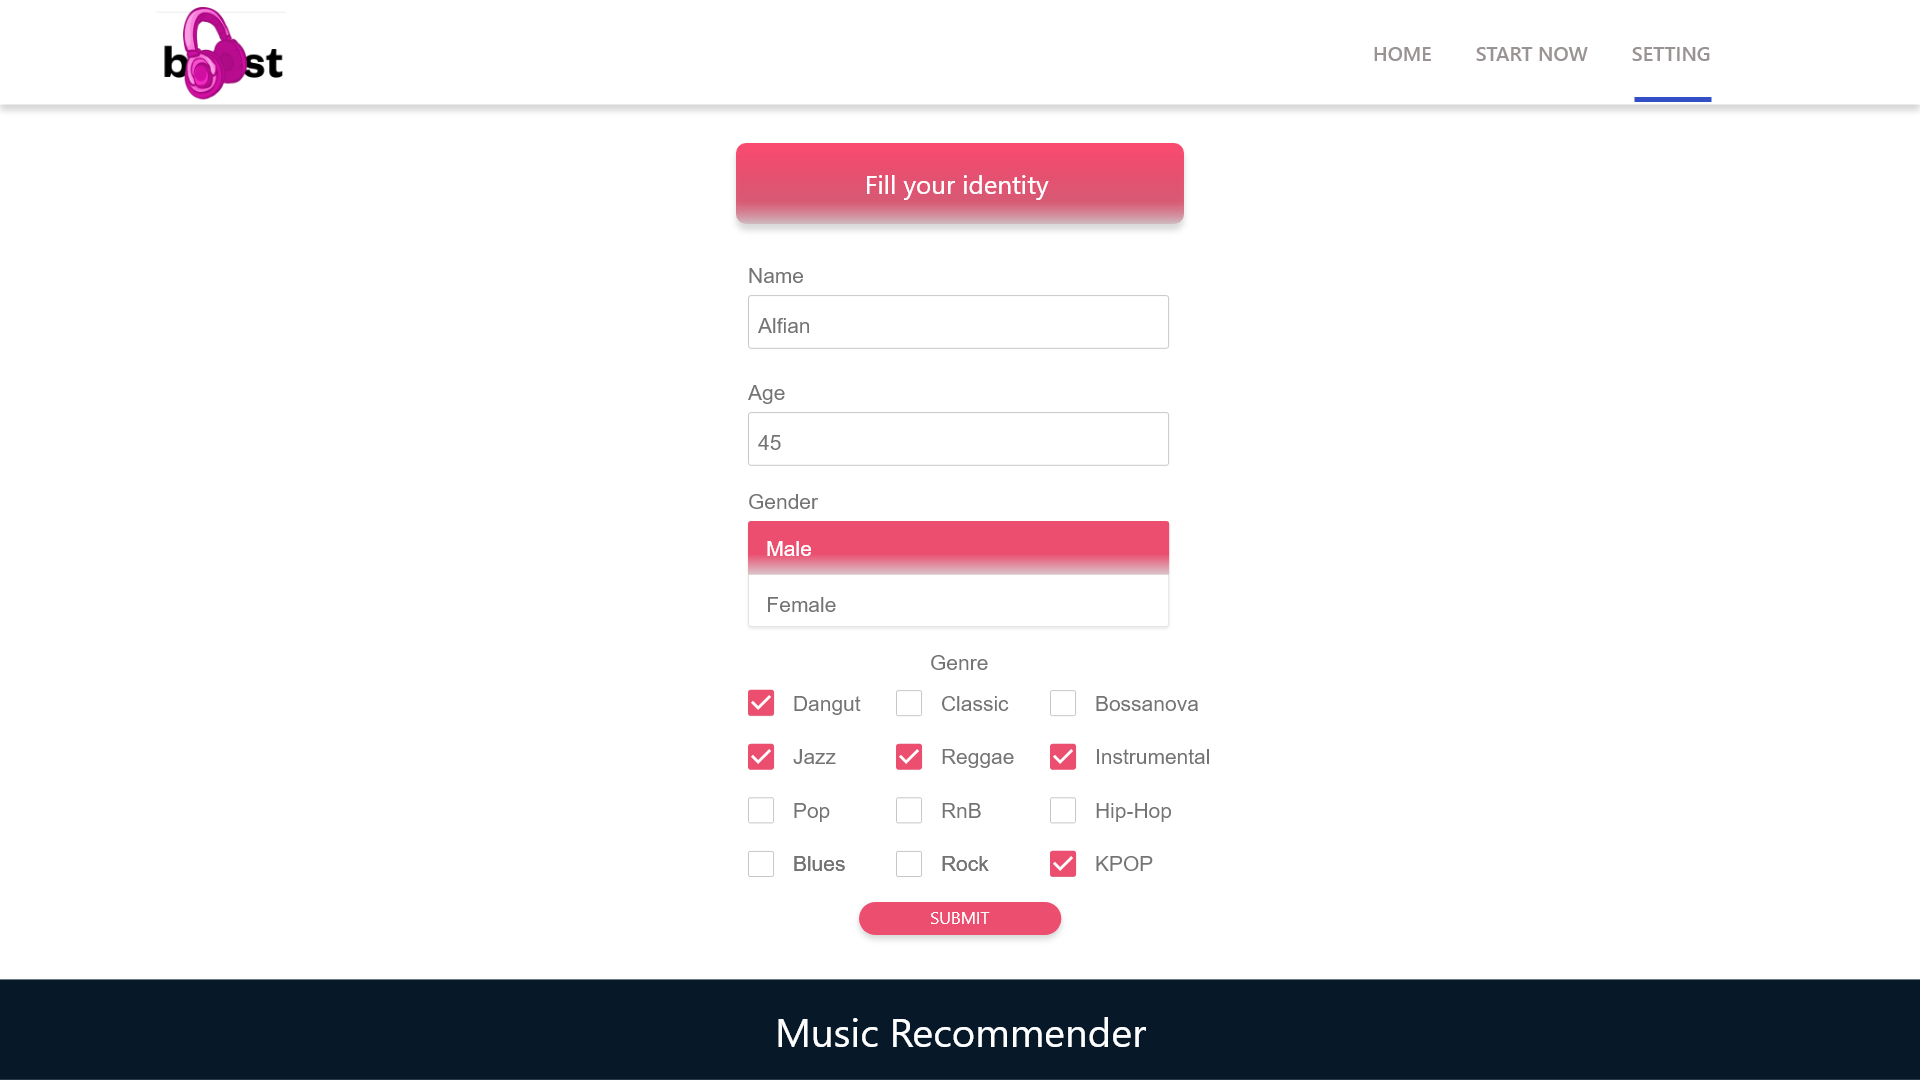 boost
HOME START NOW SETTING
Fill your identity
Name
Alfian
Age
45
Gender
Male
Female
Genre
Dangut Classic Bossanova
Jazz Reggae Instrumental
Pop RnB Hip-Hop
Blues Rock KPOP
SUBMIT
Music Recommender